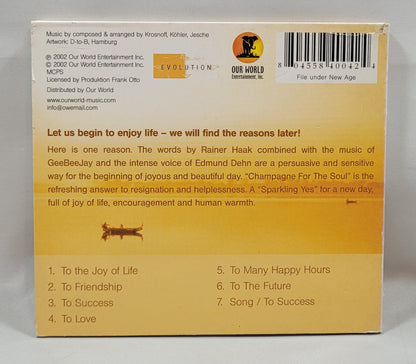 Music by composed & arranged by Krosnoff, Köhler, Jesche
Artwork: D-to-B, Hamburg
℗ 2002 Our World Entertainment Inc.
© 2002 Our World Entertainment Inc.
MCPS
Licensed by Produktion Frank Otto
Distributed by Our World
www.ourworld-music.com
info@owemail.com
EVOLUTION
OUR WORLD
Entertainment, Inc.
8 04558 40042 4
File under New Age
Let us begin to enjoy life – we will find the reasons later!
Here is one reason. The words by Rainer Haak combined with the music of
GeeBeeJay and the intense voice of Edmund Dehn are a persuasive and sensitive
way for the beginning of joyous and beautiful day. "Champagne For The Soul" is the
refreshing answer to resignation and helplessness. A "Sparkling Yes" for a new day,
full of joy of life, encouragement and human warmth.
1. To the Joy of Life
2. To Friendship
3. To Success
4. To Love
5. To Many Happy Hours
6. To The Future
7. Song / To Success